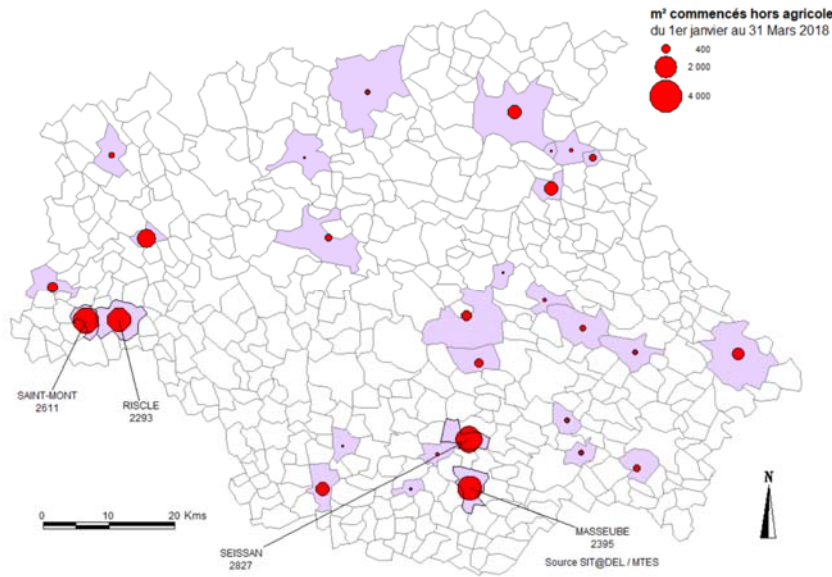 m² commencés hors agricole
du 1er janvier au 31 Mars 2018
400
2 000
4 000
SAINT-MONT
2611
RISCLE
2293
0 10 20 Kms
SEISSAN
2827
MASSEUBE
2395
N
Source SIT@DEL / MTES